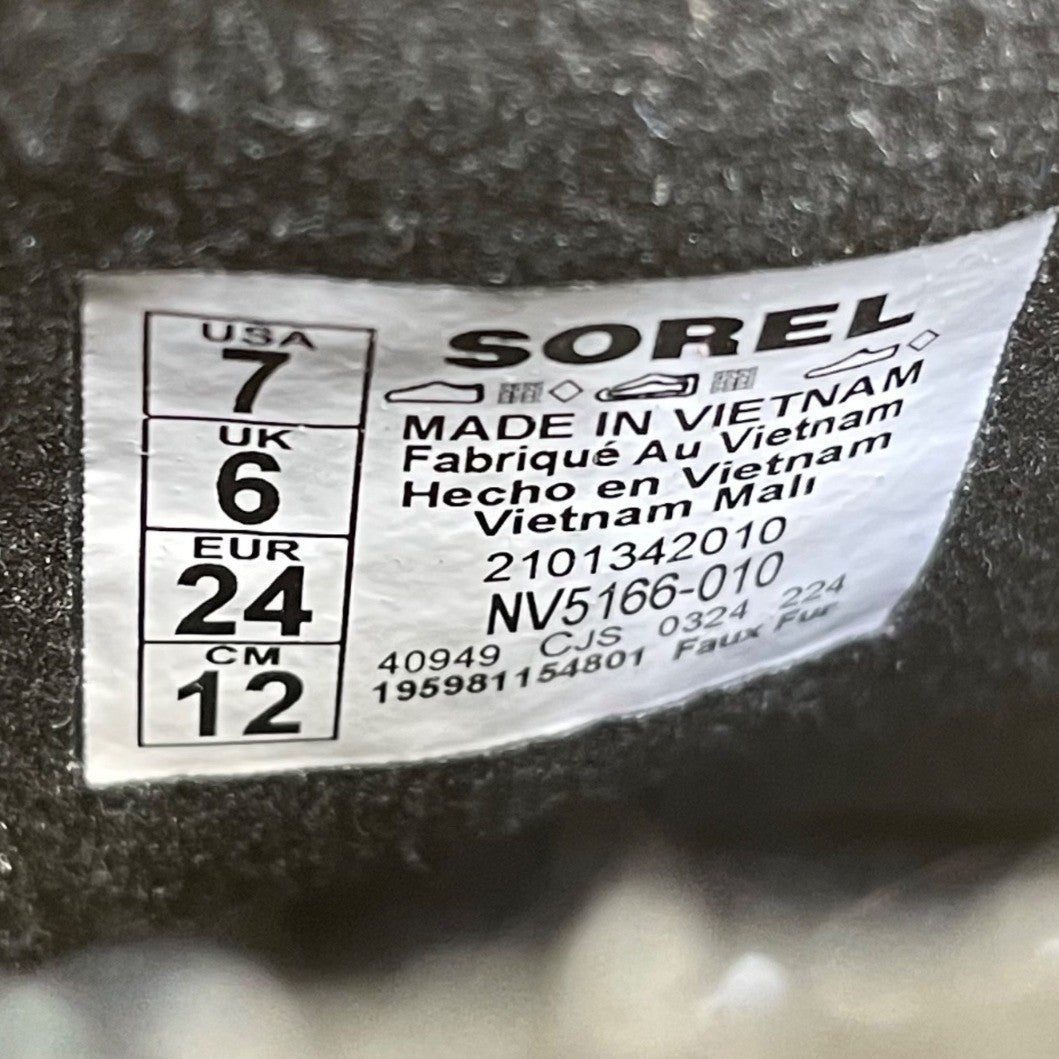 USA
7
UK
6
EUR
24
CM
12
SOREL
MADE IN VIETNAM
Fabriqué Au Vietnam
Hecho en Vietnam
Vietnam Malı
2101342010
NV5166-010
40949 CJS 0324 224
195981154801 Faux Fur